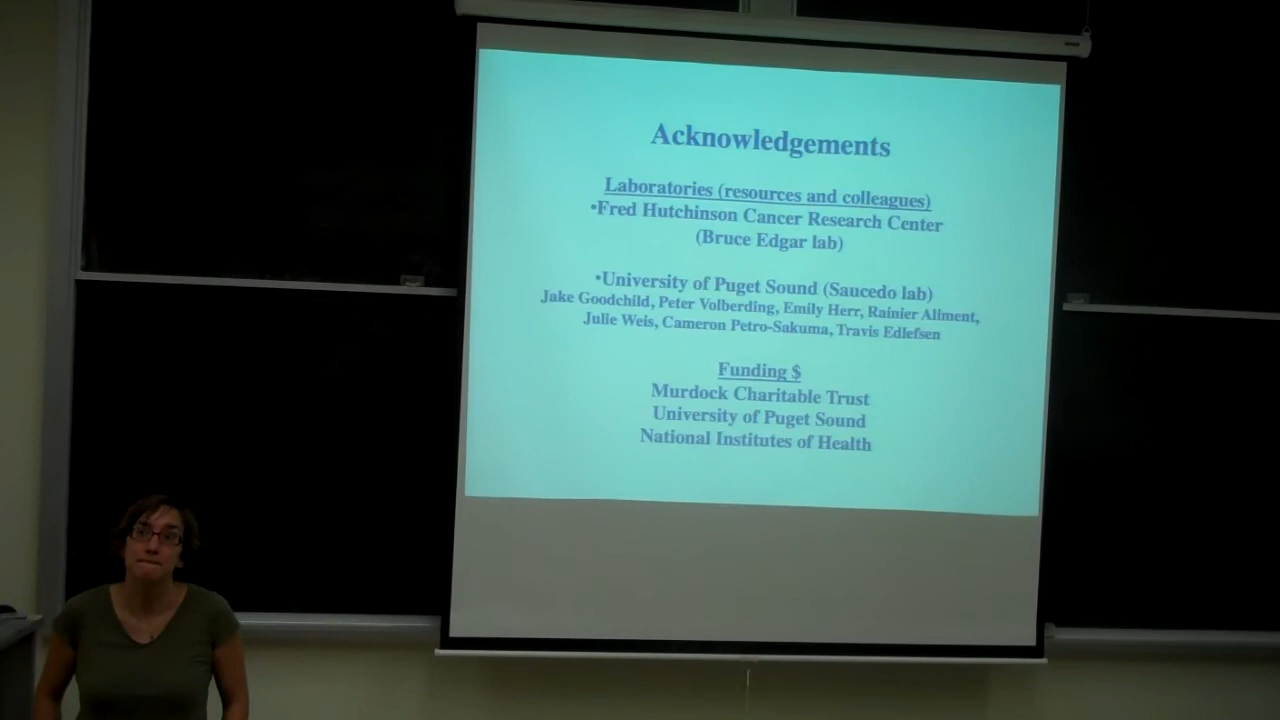 Acknowledgements
Laboratories (resources and colleagues)
•Fred Hutchinson Cancer Research Center
(Bruce Edgar lab)
•University of Puget Sound (Saucedo lab)
Jake Goodchild, Peter Volberding, Emily Herr, Rainier Aliment,
Julie Weis, Cameron Petro-Sakuma, Travis Edlefsen
Funding $
Murdock Charitable Trust
University of Puget Sound
National Institutes of Health